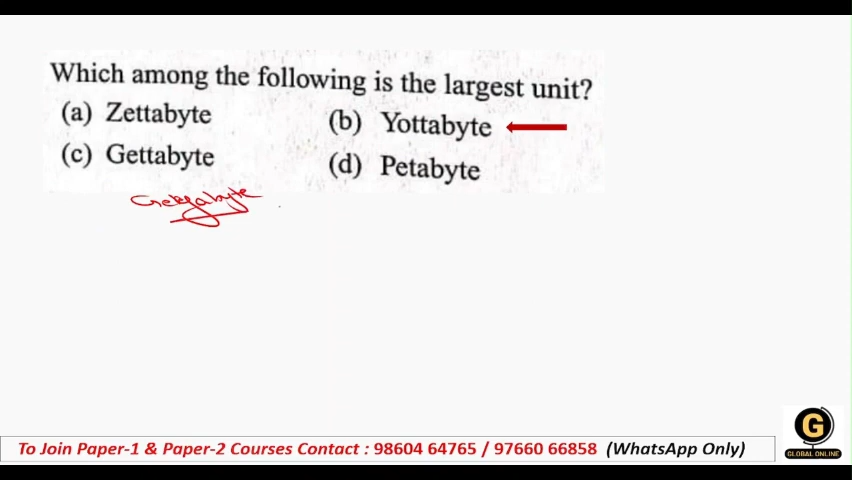 Which among the following is the largest unit?
(a) Zettabyte (b) Yottabyte
(c) Gettabyte (d) Petabyte
To Join Paper-1 & Paper-2 Courses Contact : 98604 64765 / 97660 66858 (WhatsApp Only)
G
GLOBAL ONLINE